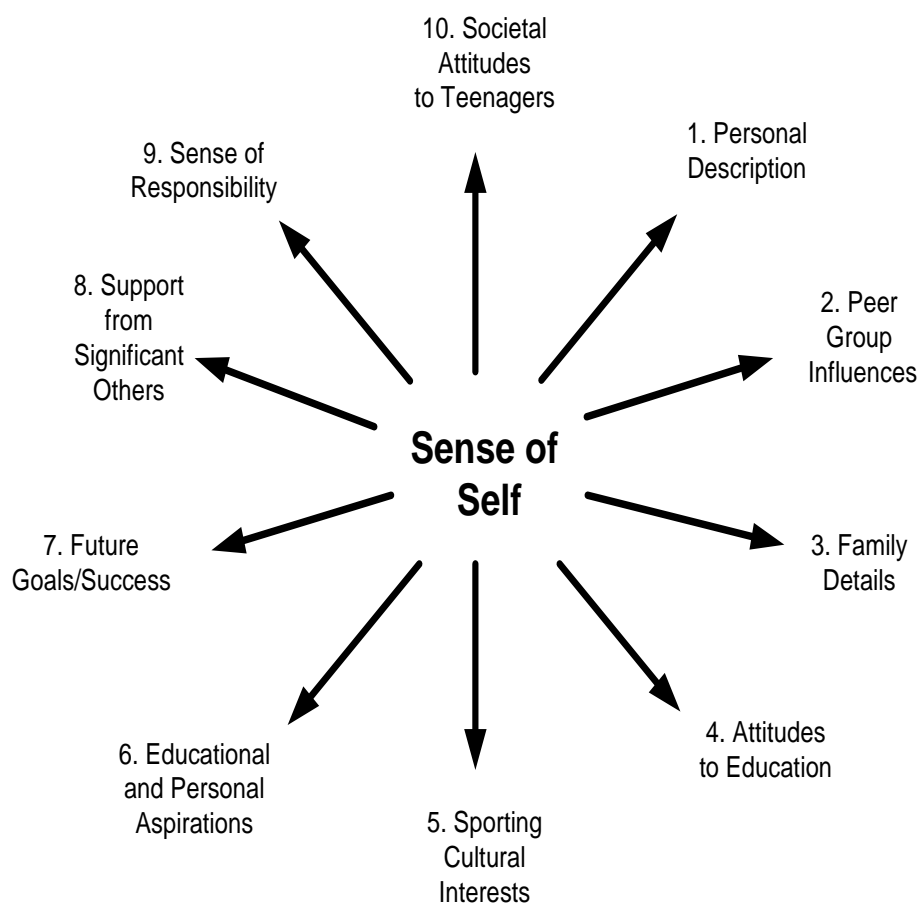 10. Societal
Attitudes
to Teenagers
1. Personal
Description
2. Peer
Group
Influences
3. Family
Details
4. Attitudes
to Education
5. Sporting
Cultural
Interests
6. Educational
and Personal
Aspirations
7. Future
Goals/Success
8. Support
from
Significant
Others
9. Sense of
Responsibility
Sense of
Self